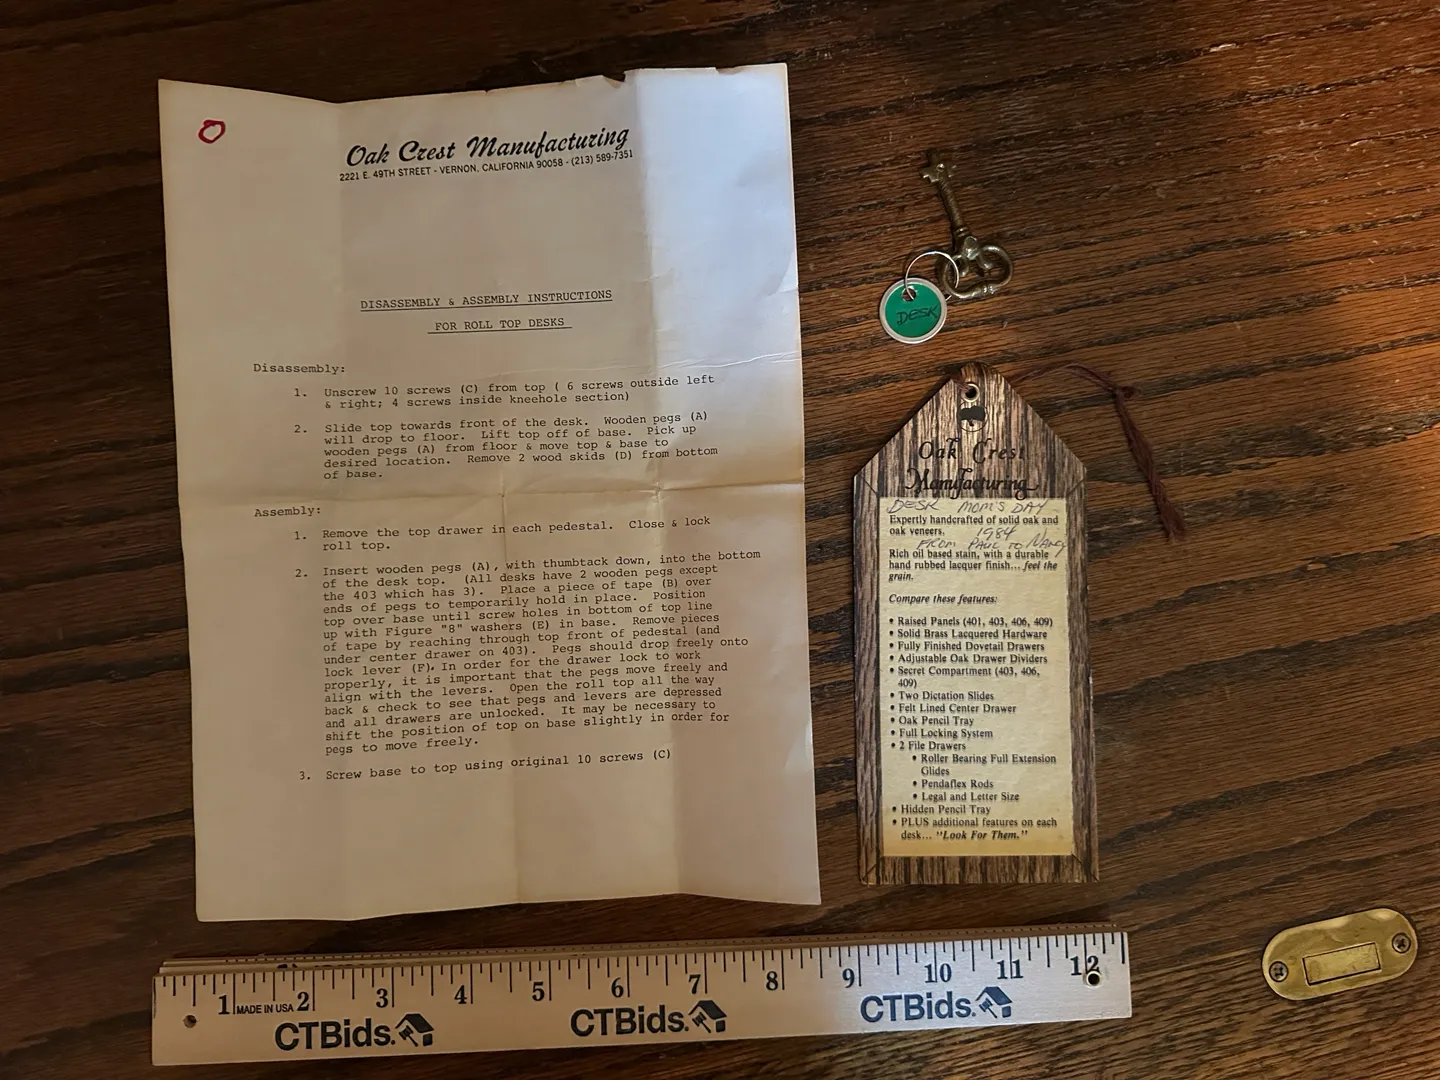 Oak Crest Manufacturing
2221 E. 49TH STREET - VERNON, CALIFORNIA 90058 - (213) 589-7351
DISASSEMBLY & ASSEMBLY INSTRUCTIONS
FOR ROLL TOP DESKS
Disassembly:
1. Unscrew 10 screws (C) from top ( 6 screws outside left
& right; 4 screws inside kneehole section)
2. Slide top towards front of the desk. Wooden pegs (A)
will drop to floor. Lift top off of base. Pick up
wooden pegs (A) from floor & move top & base to
desired location. Remove 2 wood skids (D) from bottom
of base.
Assembly:
1. Remove the top drawer in each pedestal. Close & lock
roll top.
2. Insert wooden pegs (A), with thumbtack down, into the bottom
of the desk top. (All desks have 2 wooden pegs except
the 403 which has 3). Place a piece of tape (B) over
ends of pegs to temporarily hold in place. Position
top over base until screw holes in bottom of top line
up with Figure "8" washers (E) in base. Remove pieces
of tape by reaching through top front of pedestal (and
under center drawer on 403). Pegs should drop freely onto
lock lever (F). In order for the drawer lock to work
properly, it is important that the pegs move freely and
align with the levers. Open the roll top all the way
back & check to see that pegs and levers are depressed
and all drawers are unlocked. It may be necessary to
shift the position of top on base slightly in order for
pegs to move freely.
3. Screw base to top using original 10 screws (C)
DESK
Oak Crest
Manufacturing
DESK MOM'S DAY
Expertly handcrafted of solid oak and
oak veneers. 1984
FROM PAUL TO NANCY
Rich oil based stain, with a durable
hand rubbed lacquer finish... feel the
grain.
Compare these features:
• Raised Panels (401, 403, 406, 409)
• Solid Brass Lacquered Hardware
• Fully Finished Dovetail Drawers
• Adjustable Oak Drawer Dividers
• Secret Compartment (403, 406,
409)
• Two Dictation Slides
• Felt Lined Center Drawer
• Oak Pencil Tray
• Full Locking System
• 2 File Drawers
• Roller Bearing Full Extension
Glides
• Pendaflex Rods
• Legal and Letter Size
• Hidden Pencil Tray
• PLUS additional features on each
desk... "Look For Them."
1 MADE IN USA 2 3 4 5 6 7 8 9 10 11 12
CTBids. CTBids. CTBids.